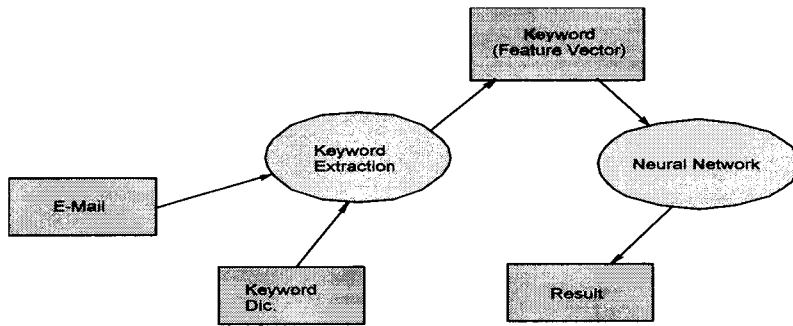 Keyword
(Feature Vector)
Keyword
Extraction
Neural Network
E-Mail
Keyword
Dic.
Result